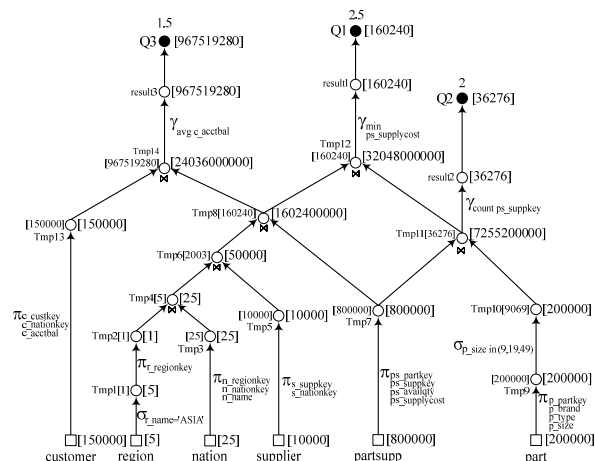 1.5
2.5
Q3 [967519280]
Q1 [160240]
2
result3 [967519280]
result1 [160240]
Q2 [36276]
γavg c_acctbal
γmin ps_supplycost
Tmp14
[967519280] [24036000000]
Tmp12
[160240] [32048000000]
result2 [36276]
γcount ps_suppkey
[150000] [150000]
Tmp13
Tmp8[160240] [1602400000]
Tmp11[36276] [7255200000]
Tmp6[2003] [50000]
Tmp4[5] [25]
[10000] [10000]
Tmp5
[800000] [800000]
Tmp7
Tmp10[9069] [200000]
πc_custkey
c_nationkey
c_acctbal
Tmp2[1] [1]
[25] [25]
Tmp3
σp_size in(9,19,49)
πr_regionkey
πn_regionkey
n_nationkey
n_name
πs_suppkey
s_nationkey
πps_partkey
ps_suppkey
ps_availqty
ps_supplycost
[200000] [200000]
Tmp9
Tmp1[1] [5]
πp_partkey
p_brand
p_type
p_size
σr_name='ASIA'
[150000] [5] [25] [10000] [800000] [200000]
customer region nation supplier partsupp part